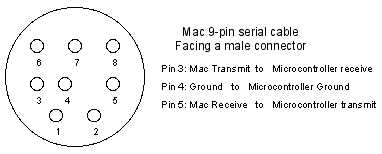 Mac 9-pin serial cable
Facing a male connector
6 7 8
3 4 5
1 2
Pin 3: Mac Transmit to Microcontroller receive
Pin 4: Ground to Microcontroller Ground
Pin 5: Mac Receive to Microcontroller transmit